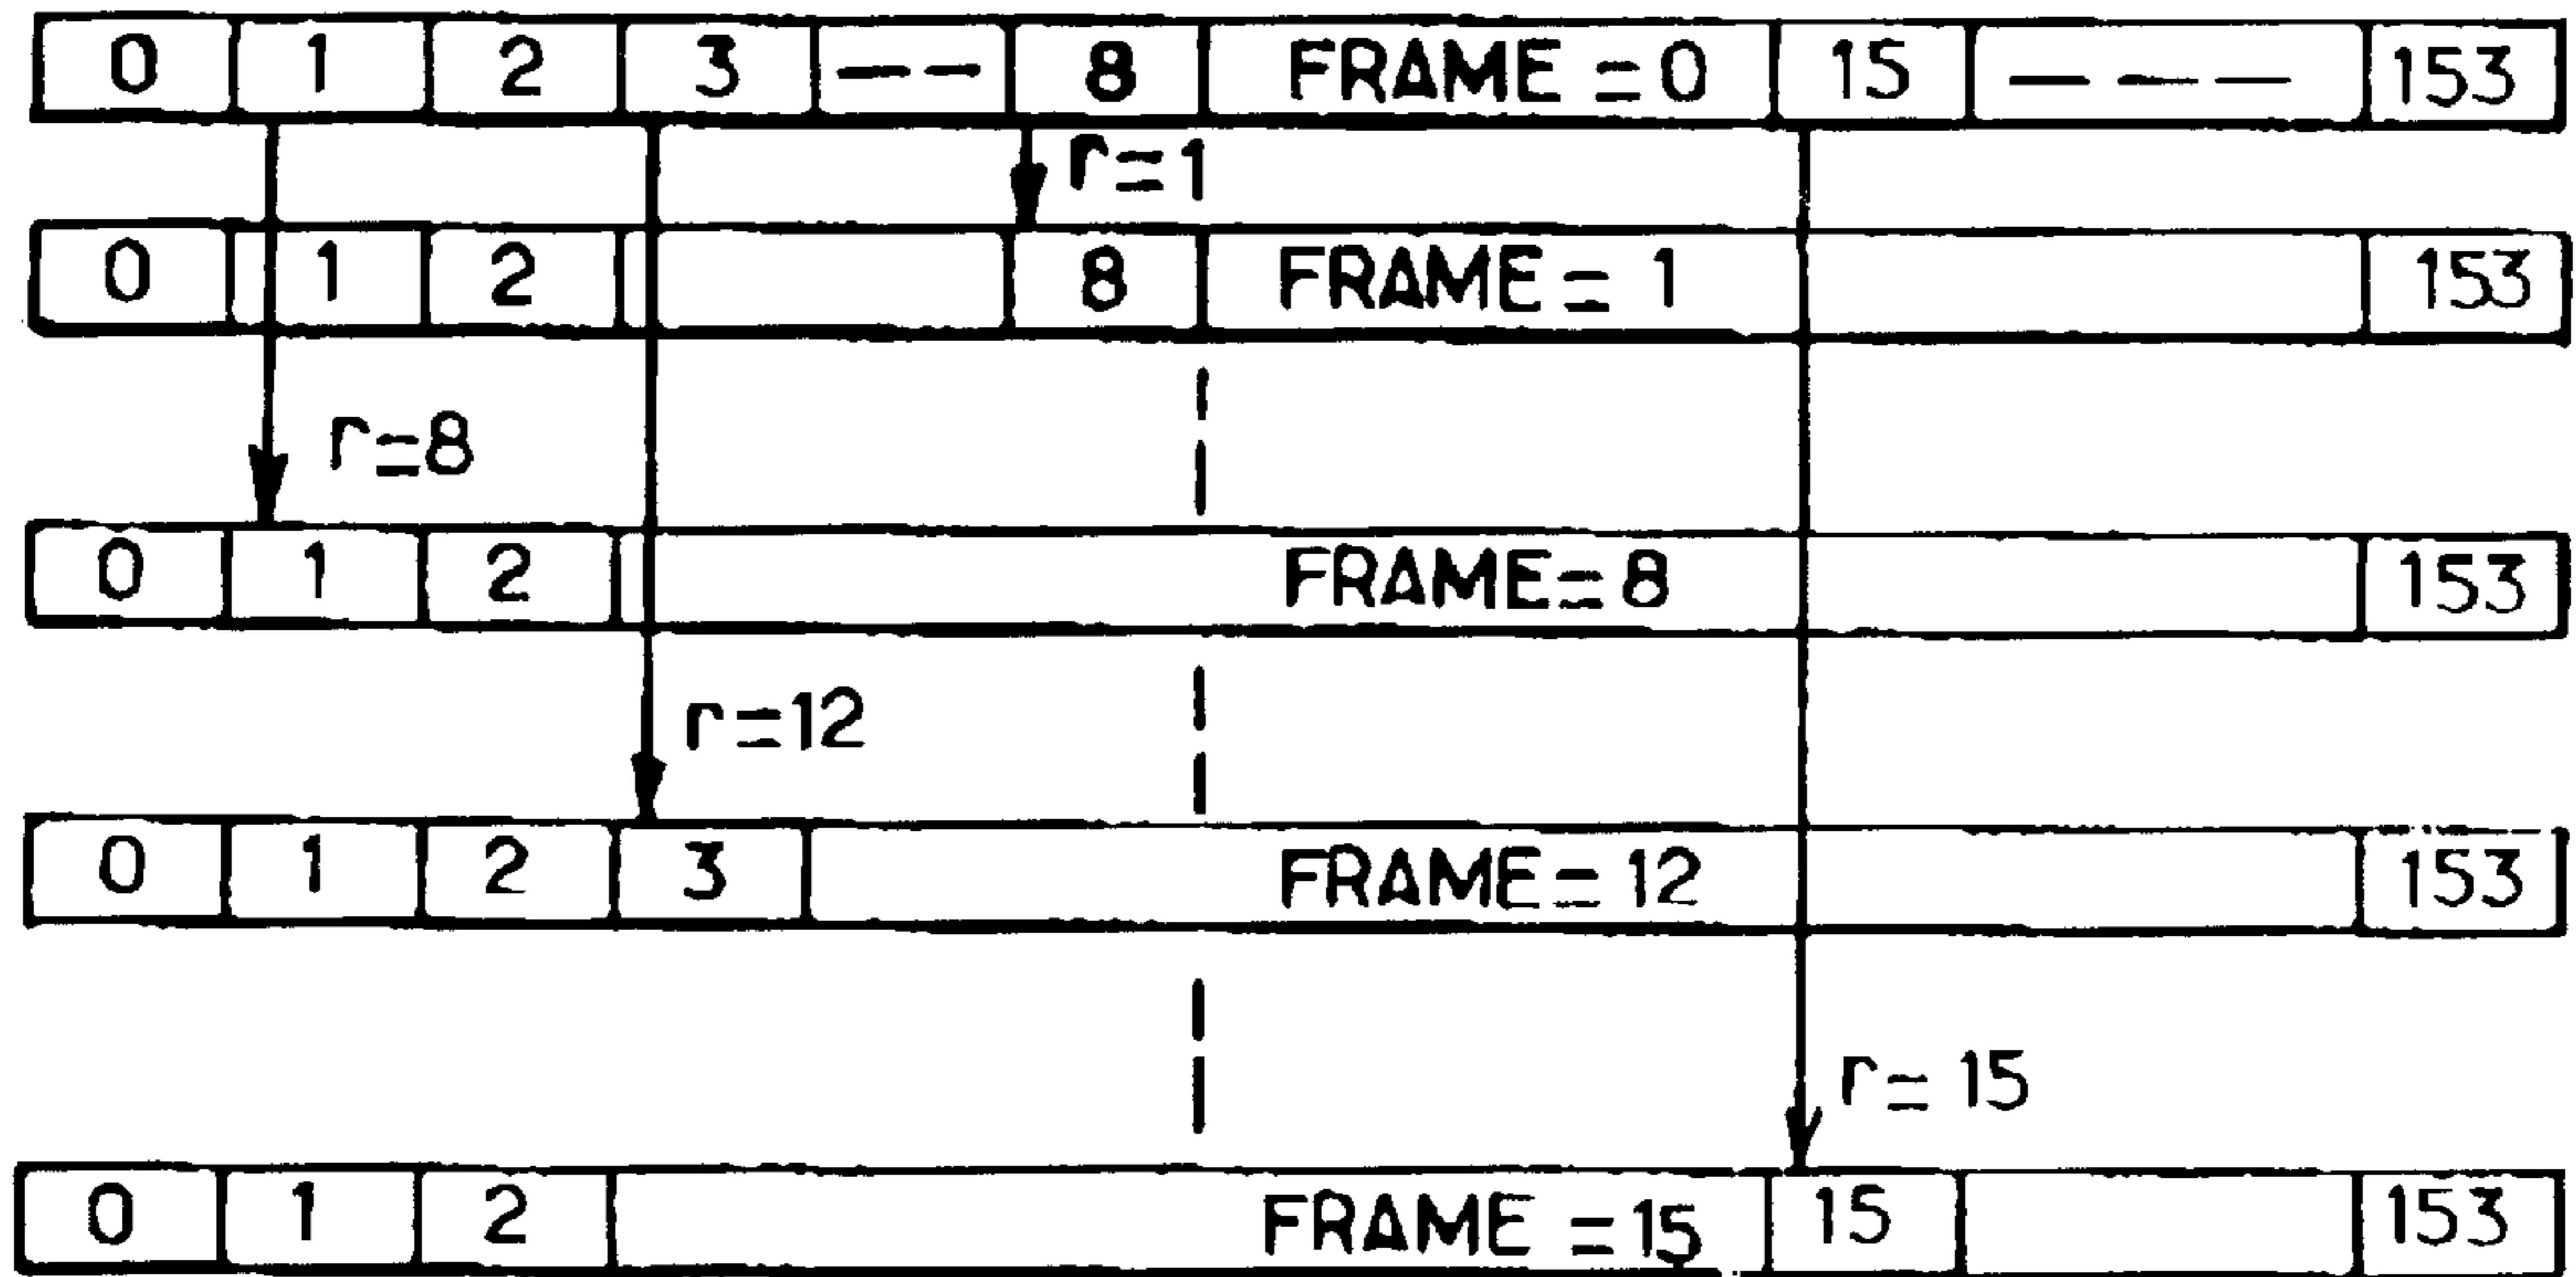 0 1 2 3 -- 8 FRAME = 0 15 --- 153
r=1
0 1 2 8 FRAME = 1 153
r=8
0 1 2 FRAME = 8 153
r=12
0 1 2 3 FRAME = 12 153
r=15
0 1 2 FRAME = 15 15 153